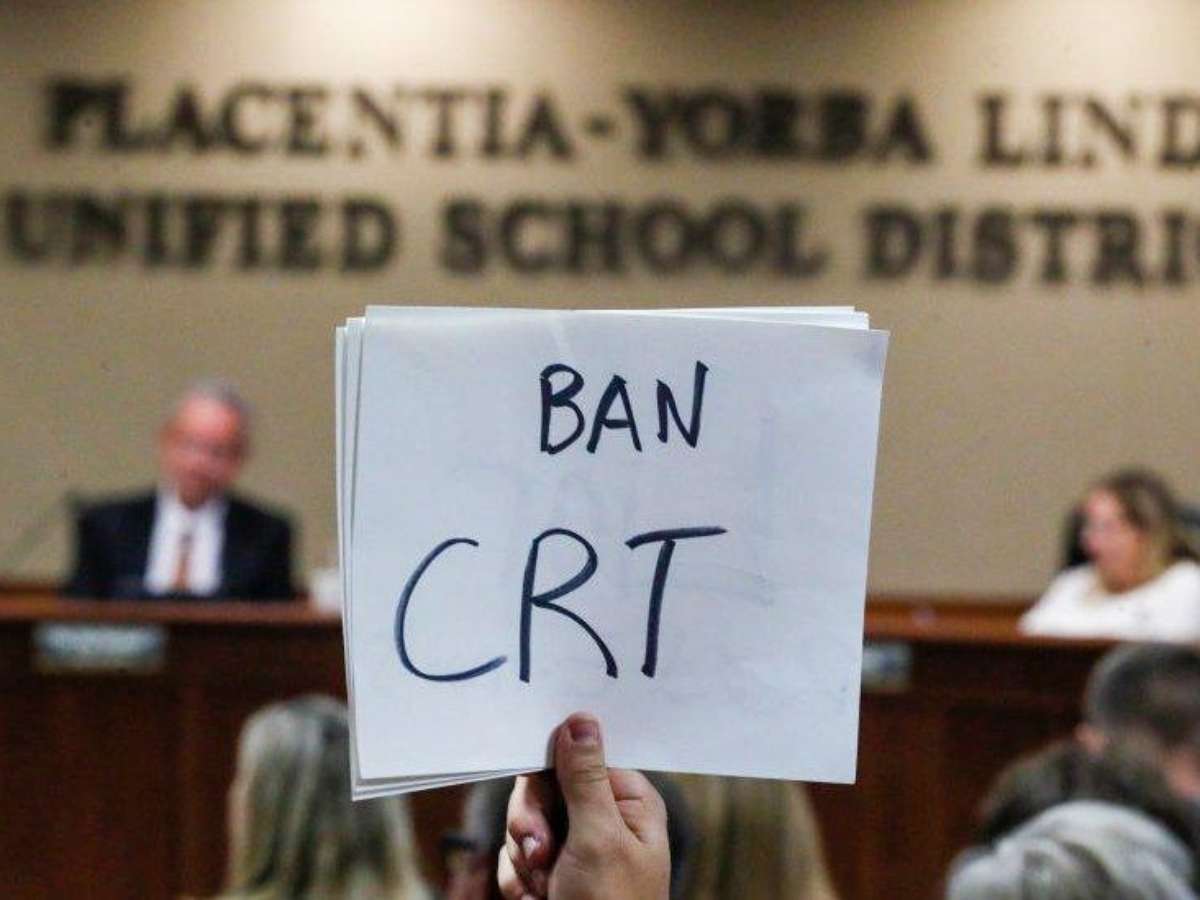 PLACENTIA-YORBA LIND
UNIFIED SCHOOL DISTRI
BAN
CRT